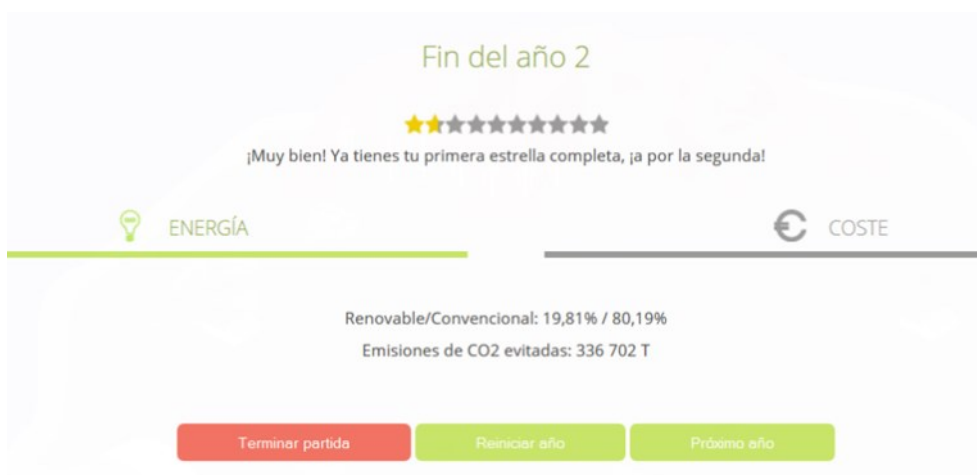 Fin del año 2
¡Muy bien! Ya tienes tu primera estrella completa, ¡a por la segunda!
ENERGÍA
COSTE
Renovable/Convencional: 19,81% / 80,19%
Emisiones de CO2 evitadas: 336 702 T
Terminar partida
Reiniciar año
Próximo año